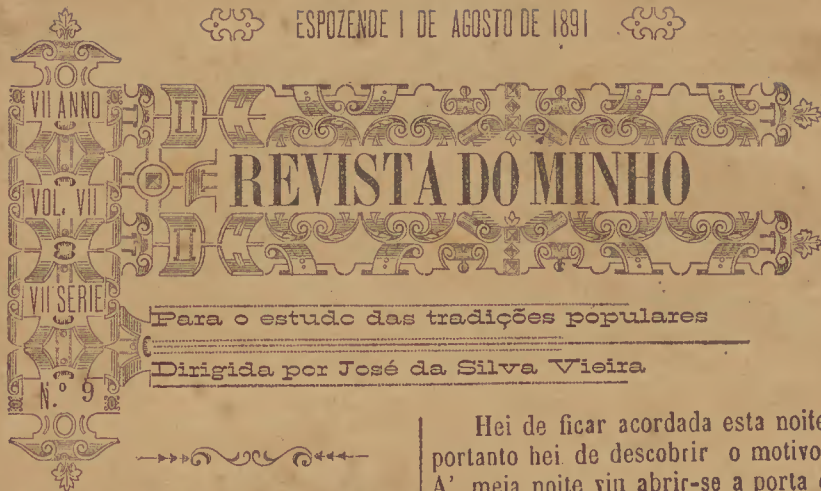 ESPOZENDE 1 DE AGOSTO DE 1891
VII ANNO
VOL. VII
VII SERIE
N.º 9
REVISTA DO MINHO
Para o estudo das tradições populares
Dirigida por José da Silva Vieira
Hei de ficar acordada esta noite
portanto hei de descobrir o motivo
A' meia noite viu abrir-se a porta